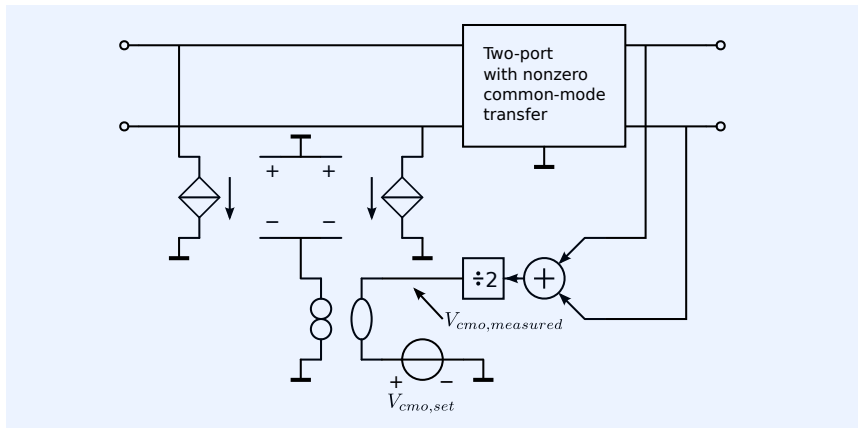 Two-port
with nonzero
common-mode
transfer
+ +
− −
÷2
+
V_{cmo,measured}
+ −
V_{cmo,set}